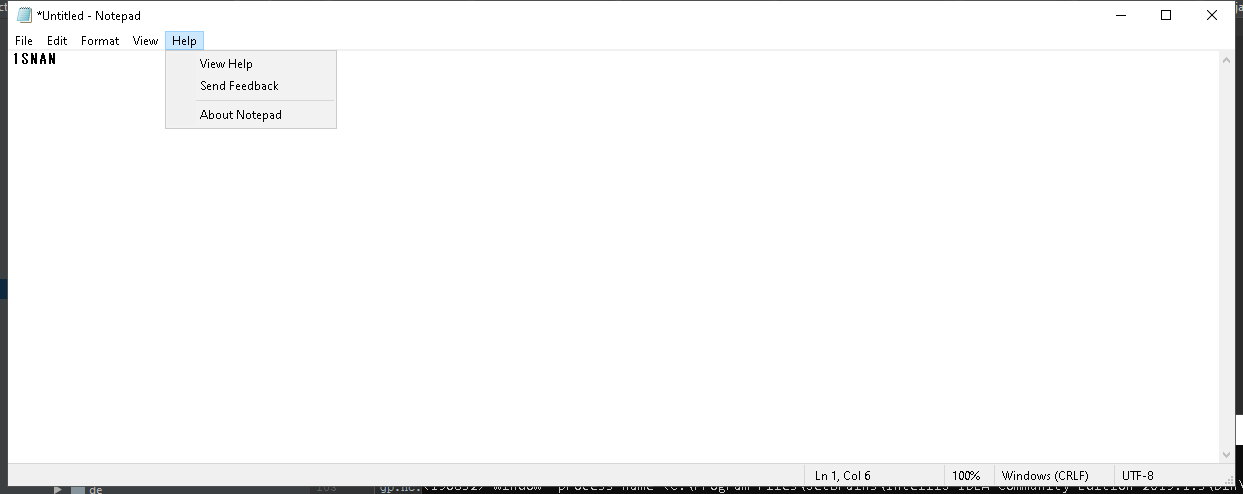 *Untitled - Notepad
File Edit Format View Help
1SNAN
View Help
Send Feedback
About Notepad
Ln 1, Col 6 100% Windows (CRLF) UTF-8
de